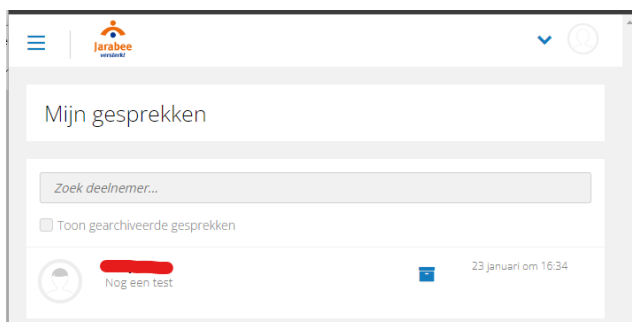 Jarabee
versterkt!
Mijn gesprekken
Zoek deelnemer...
Toon gearchiveerde gesprekken
23 januari om 16:34
Nog een test